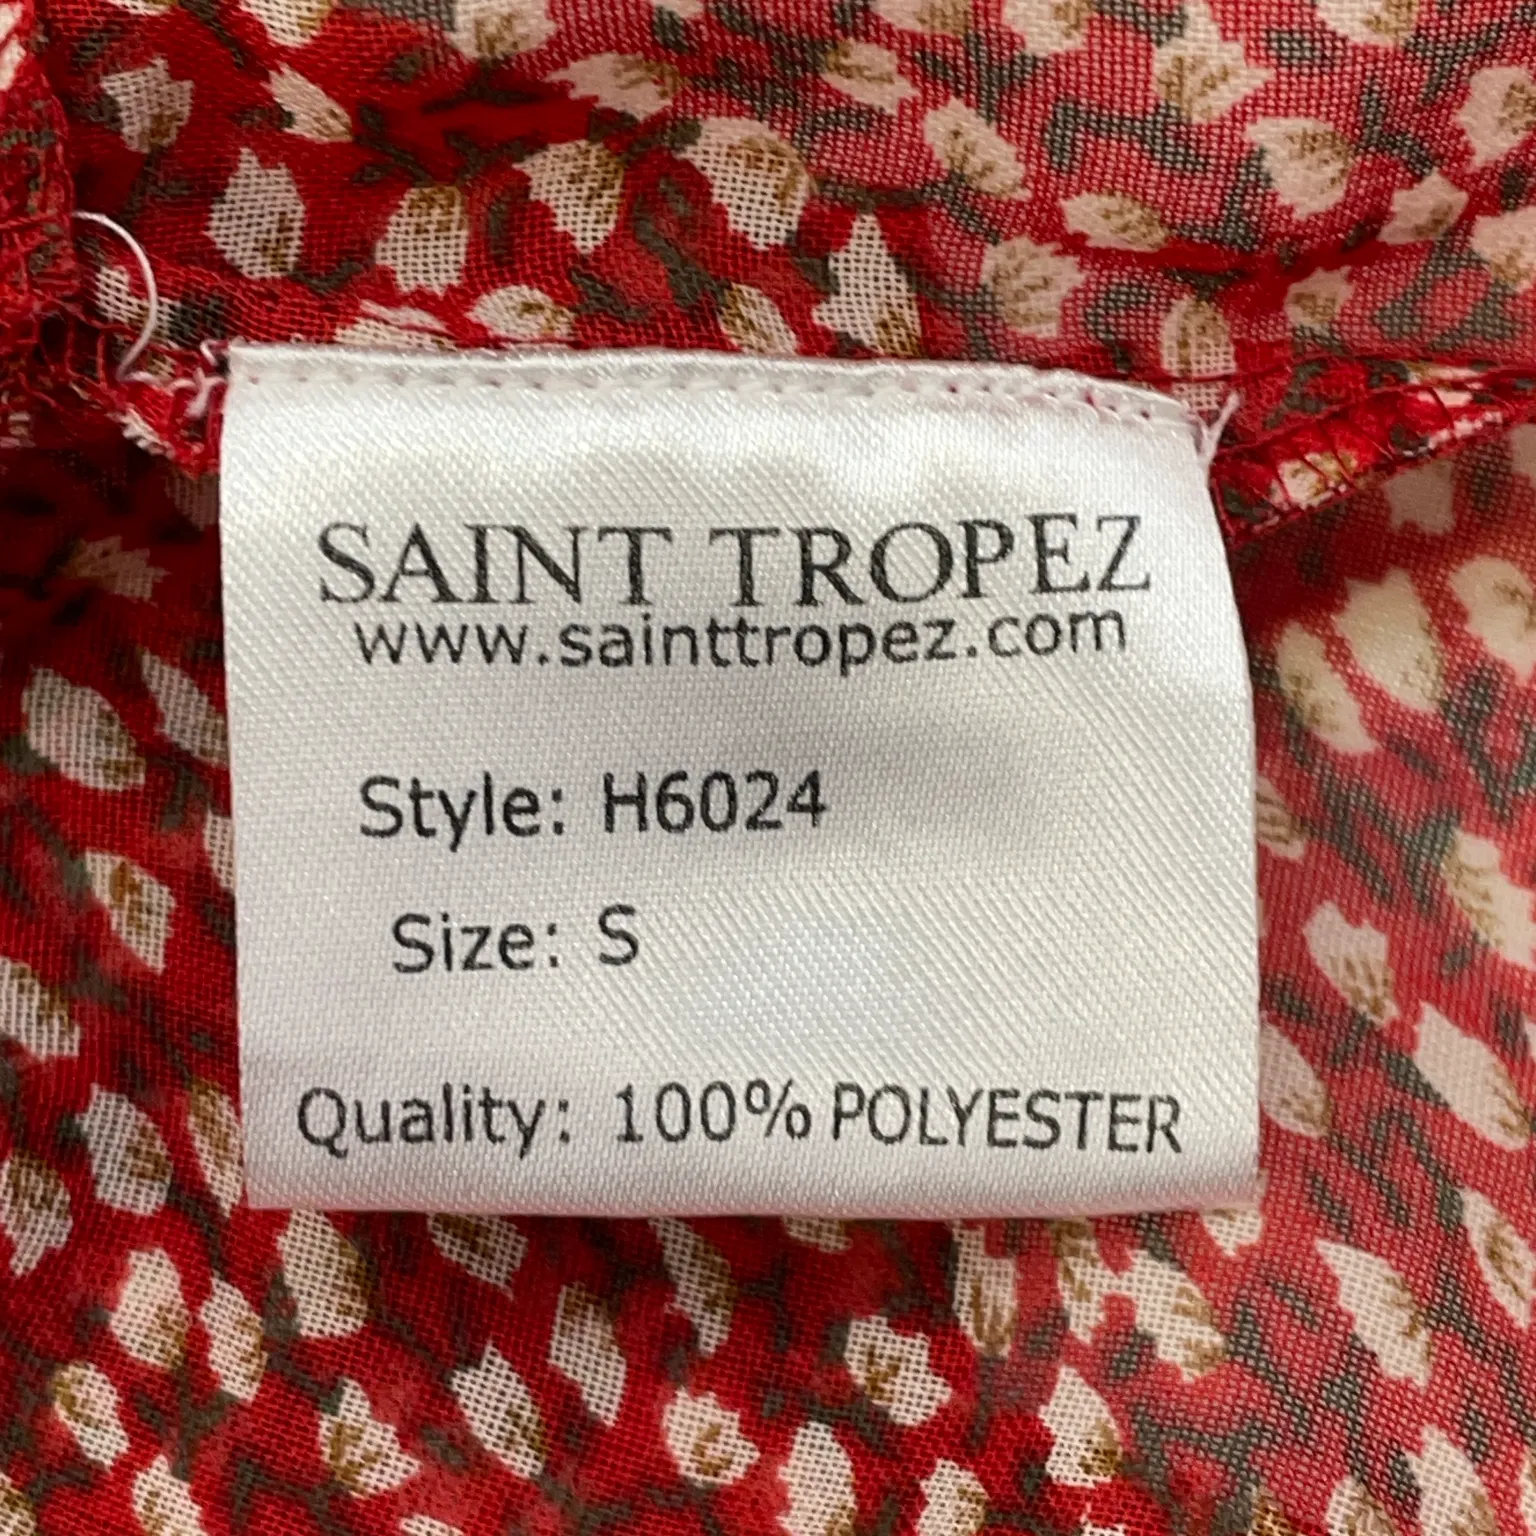 SAINT TROPEZ
www.sainttropez.com
Style: H6024
Size: S
Quality: 100% POLYESTER